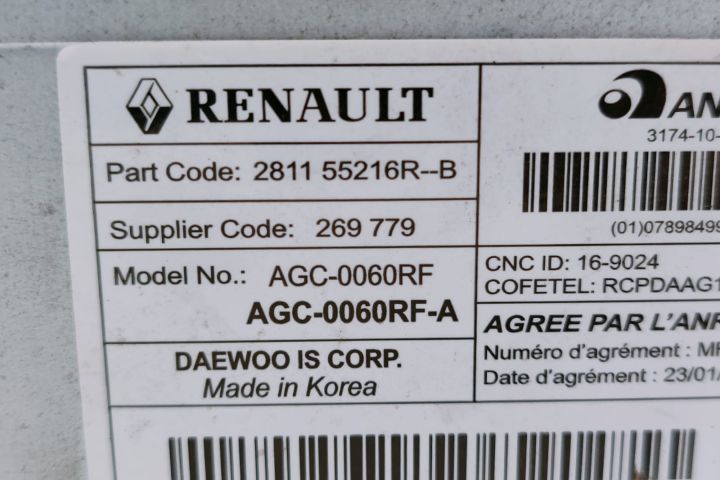 RENAULT
Part Code: 2811 55216R--B
Supplier Code: 269 779
Model No.: AGC-0060RF
AGC-0060RF-A
DAEWOO IS CORP.
Made in Korea
3174-10-
(01)07898499
CNC ID: 16-9024
COFETEL: RCPDAAG1
AGREE PAR L'ANR
Numéro d'agrément :
Date d'agrément : 23/01/